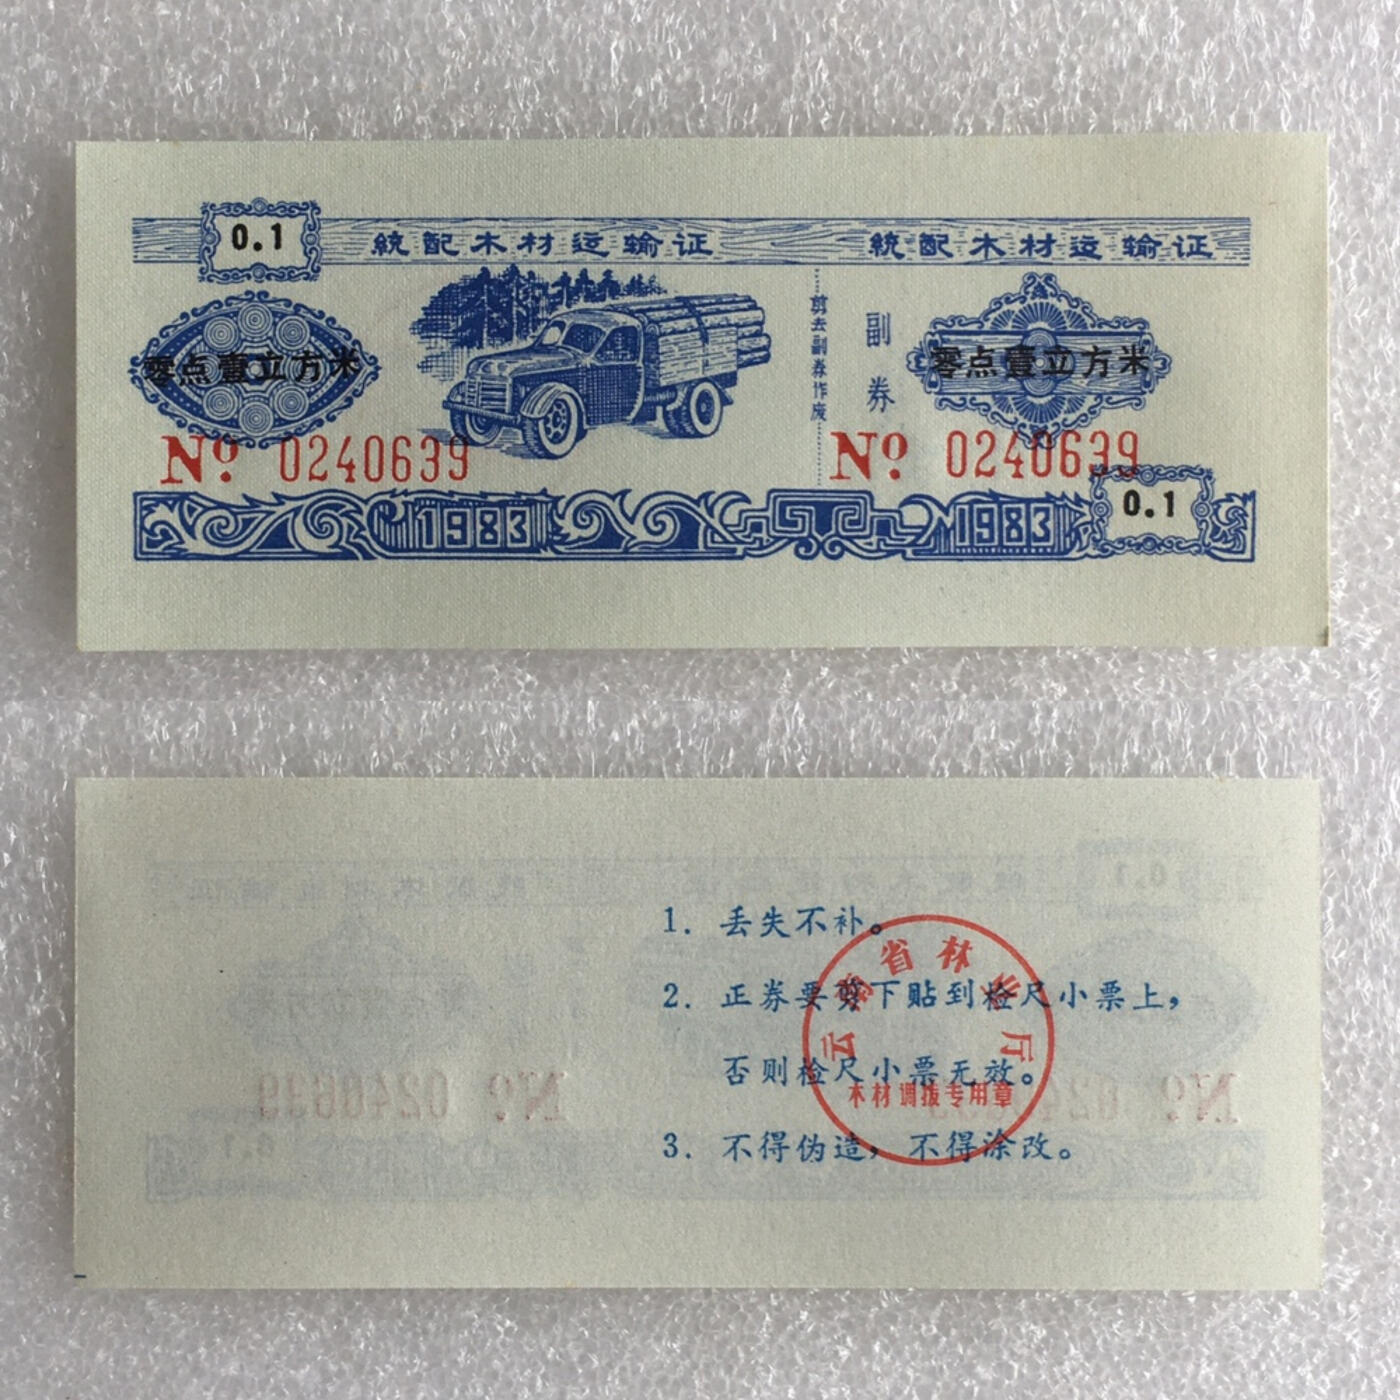 0.1
統配木材运输证
統配木材运输证
零点壹立方米
剪去副券作废
副券
零点壹立方米
No 0240639
No 0240639
1983
1983
0.1
1. 丢失不补。
2. 正券要剪下贴到检尺小票上，
否则检尺小票无效。
3. 不得伪造，不得涂改。
云南省林业厅
木材调拨专用章